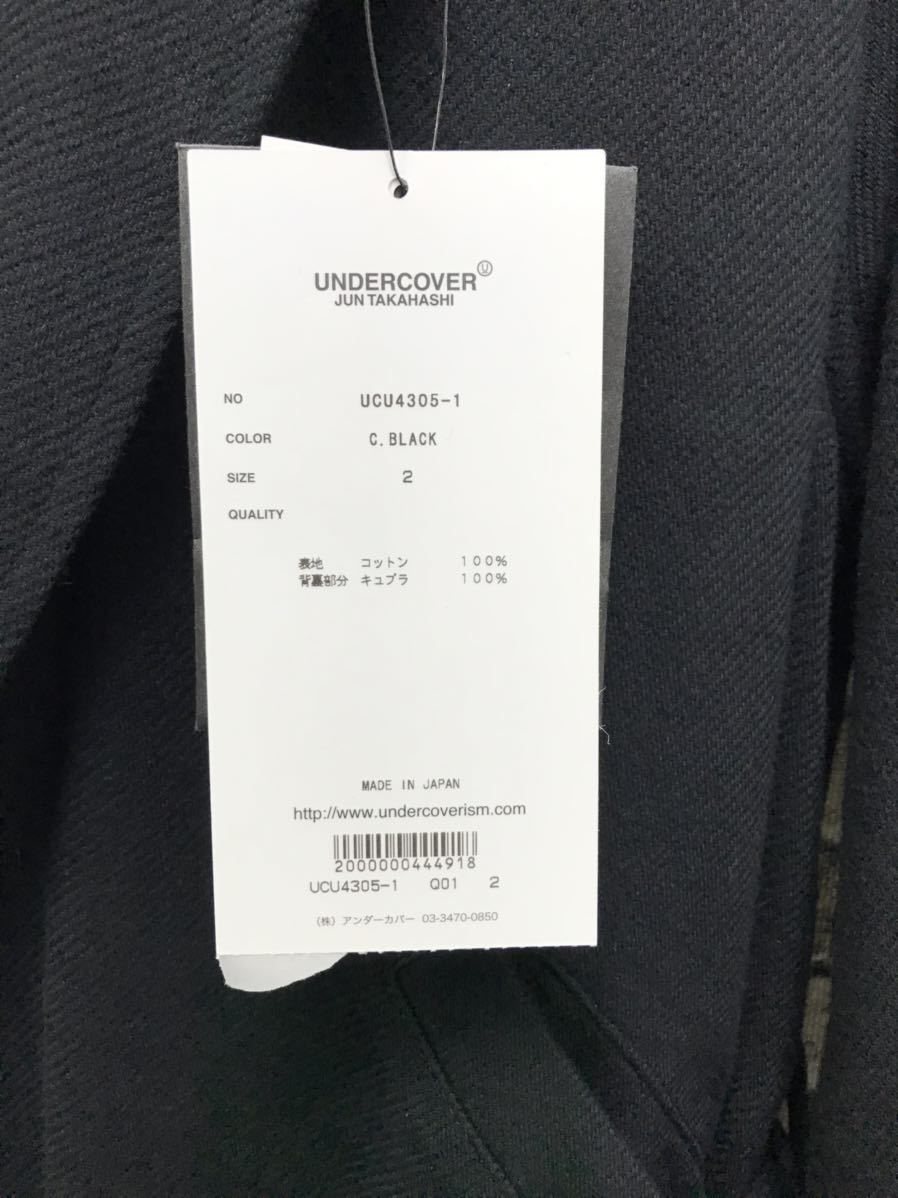 UNDERCOVER Ⓤ
JUN TAKAHASHI
NO UCU4305-1
COLOR C.BLACK
SIZE 2
QUALITY
表地 コットン 100%
背裏部分 キュプラ 100%
MADE IN JAPAN
http://www.undercoverism.com
2000000444918
UCU4305-1 Q01 2
(株) アンダーカバー 03-3470-0850